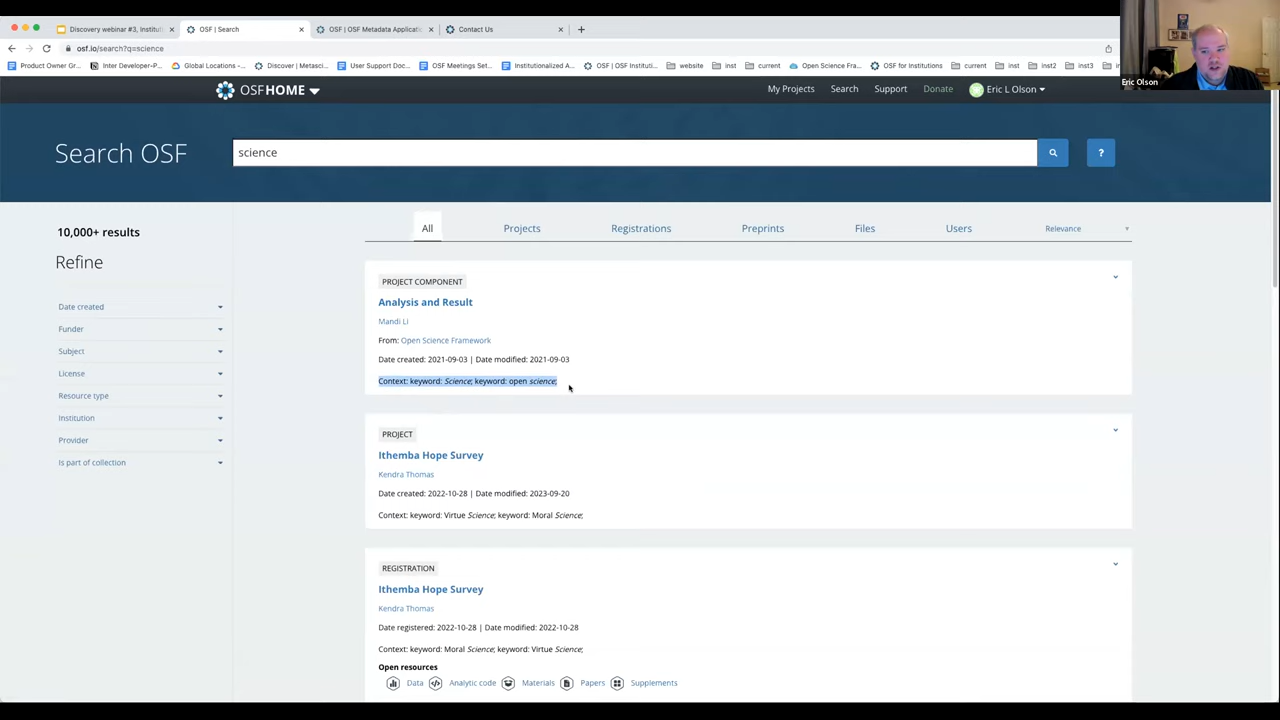 Discovery webinar #3, Instituti
OSF | Search
OSF | OSF Metadata Applicati
Contact Us
osf.io/search?q=science
Product Owner Gr...
Inter Developer-P...
Global Locations -...
Discover | Metasci...
User Support Doc...
OSF Meetings Set...
Institutionalized A...
OSF | OSF Instituti...
website
inst
current
Open Science Fra...
OSF for Institutions
current
inst
inst2
inst3
Eric Olson
OSFHOME
My Projects
Search
Support
Donate
Eric L Olson
Search OSF
science
?
10,000+ results
Refine
Date created
Funder
Subject
License
Resource type
Institution
Provider
Is part of collection
All
Projects
Registrations
Preprints
Files
Users
Relevance
PROJECT COMPONENT
Analysis and Result
Mandi Li
From: Open Science Framework
Date created: 2021-09-03 | Date modified: 2021-09-03
Context: keyword: Science; keyword: open science;
PROJECT
Ithemba Hope Survey
Kendra Thomas
Date created: 2022-10-28 | Date modified: 2023-09-20
Context: keyword: Virtue Science; keyword: Moral Science;
REGISTRATION
Ithemba Hope Survey
Kendra Thomas
Date registered: 2022-10-28 | Date modified: 2022-10-28
Context: keyword: Moral Science; keyword: Virtue Science;
Open resources
Data
Analytic code
Materials
Papers
Supplements